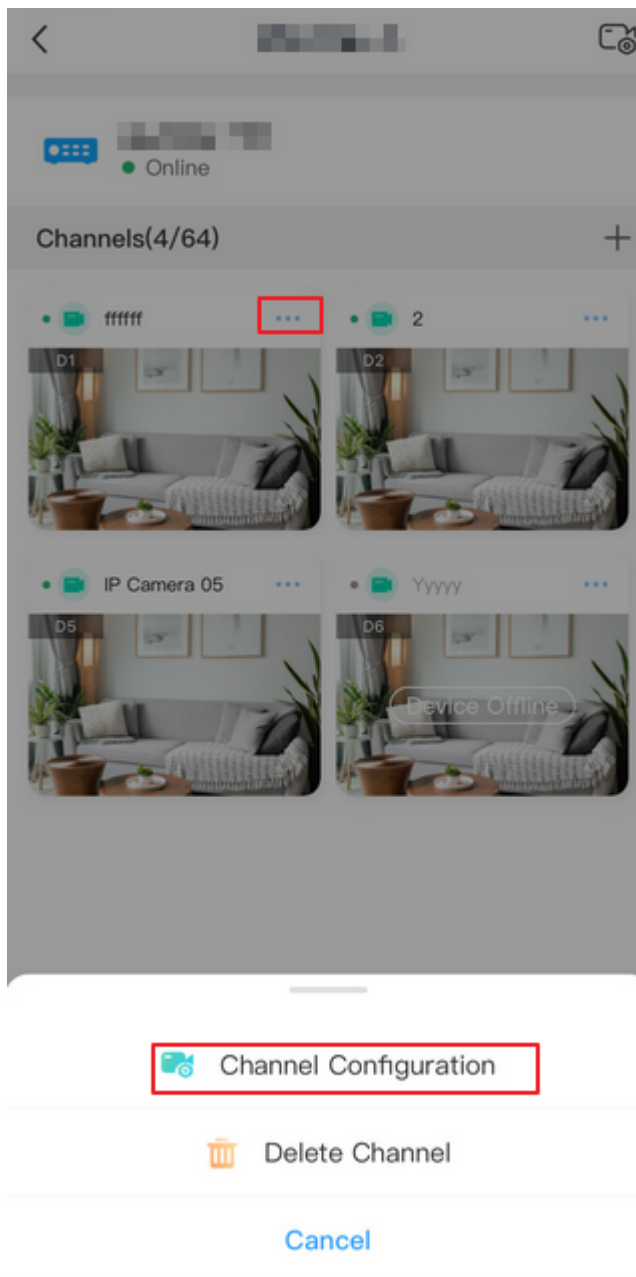 Online
Channels(4/64)
ffffff
2
D1
D2
IP Camera 05
Yyyyy
D5
D6
Device Offline
Channel Configuration
Delete Channel
Cancel